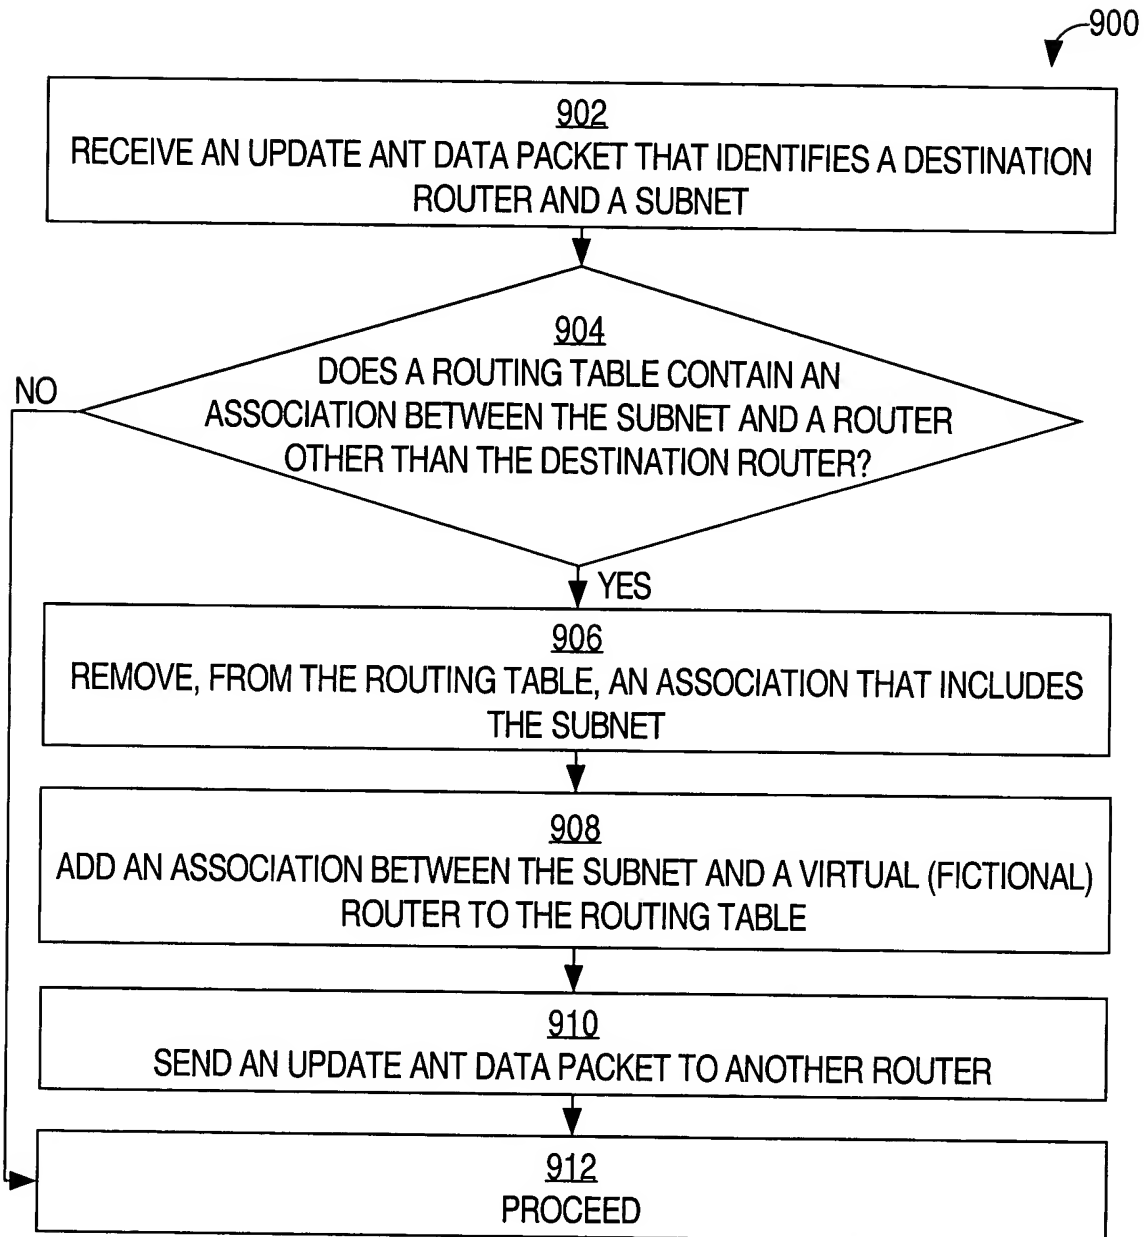 900
902
RECEIVE AN UPDATE ANT DATA PACKET THAT IDENTIFIES A DESTINATION
ROUTER AND A SUBNET
904
DOES A ROUTING TABLE CONTAIN AN
ASSOCIATION BETWEEN THE SUBNET AND A ROUTER
OTHER THAN THE DESTINATION ROUTER?
NO
YES
906
REMOVE, FROM THE ROUTING TABLE, AN ASSOCIATION THAT INCLUDES
THE SUBNET
908
ADD AN ASSOCIATION BETWEEN THE SUBNET AND A VIRTUAL (FICTIONAL)
ROUTER TO THE ROUTING TABLE
910
SEND AN UPDATE ANT DATA PACKET TO ANOTHER ROUTER
912
PROCEED